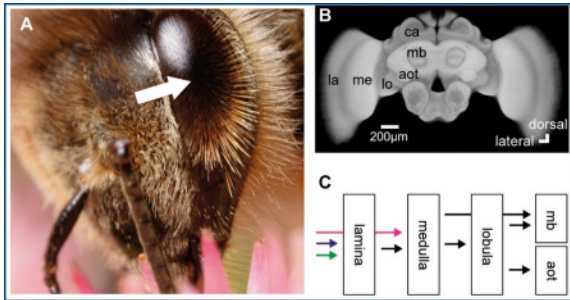 A
B
ca
mb
aot
la
me
lo
200µm
dorsal
lateral
C
lamina
medulla
lobula
mb
aot